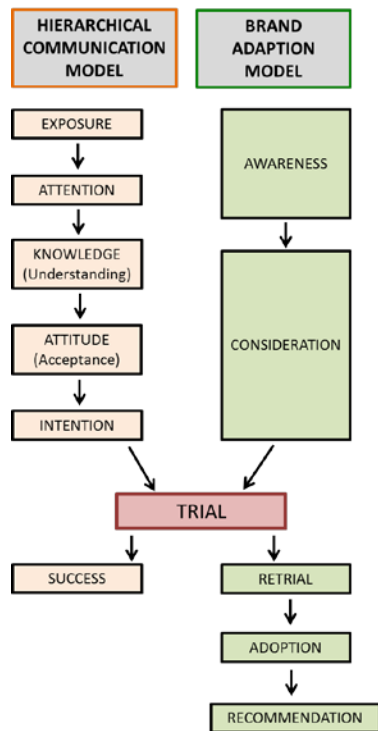 HIERARCHICAL
COMMUNICATION
MODEL
BRAND
ADAPTION
MODEL
EXPOSURE
ATTENTION
KNOWLEDGE
(Understanding)
ATTITUDE
(Acceptance)
INTENTION
AWARENESS
CONSIDERATION
TRIAL
SUCCESS
RETRIAL
ADOPTION
RECOMMENDATION